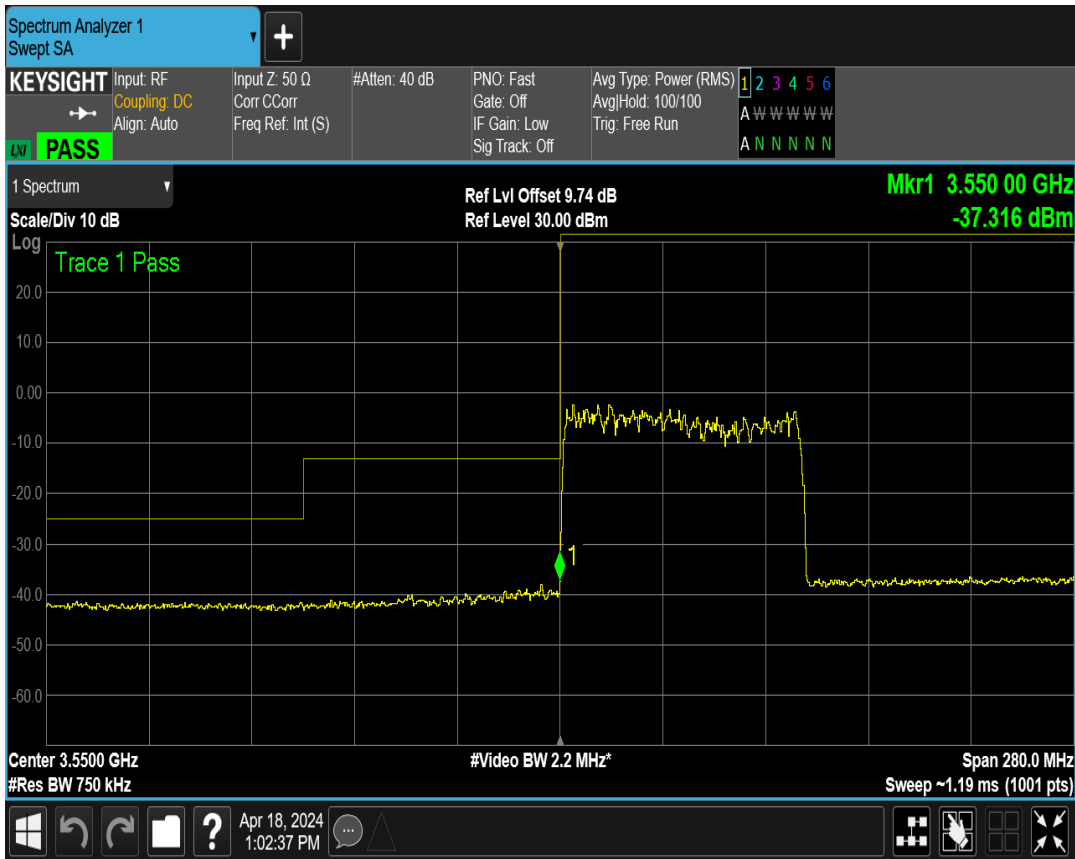 Spectrum Analyzer 1
Swept SA
+
KEYSIGHT
LXI PASS
Input: RF
Coupling: DC
Align: Auto
Input Z: 50 Ω
Corr CCorr
Freq Ref: Int (S)
#Atten: 40 dB
PNO: Fast
Gate: Off
IF Gain: Low
Sig Track: Off
Avg Type: Power (RMS)
Avg|Hold: 100/100
Trig: Free Run
1 2 3 4 5 6
A W W W W W
A N N N N N
1 Spectrum
Scale/Div 10 dB
Ref Lvl Offset 9.74 dB
Ref Level 30.00 dBm
Mkr1 3.550 00 GHz
-37.316 dBm
Log
Trace 1 Pass
20.0
10.0
0.00
-10.0
-20.0
-30.0
-40.0
-50.0
-60.0
1
Center 3.5500 GHz
#Res BW 750 kHz
#Video BW 2.2 MHz*
Span 280.0 MHz
Sweep ~1.19 ms (1001 pts)
?
Apr 18, 2024
1:02:37 PM